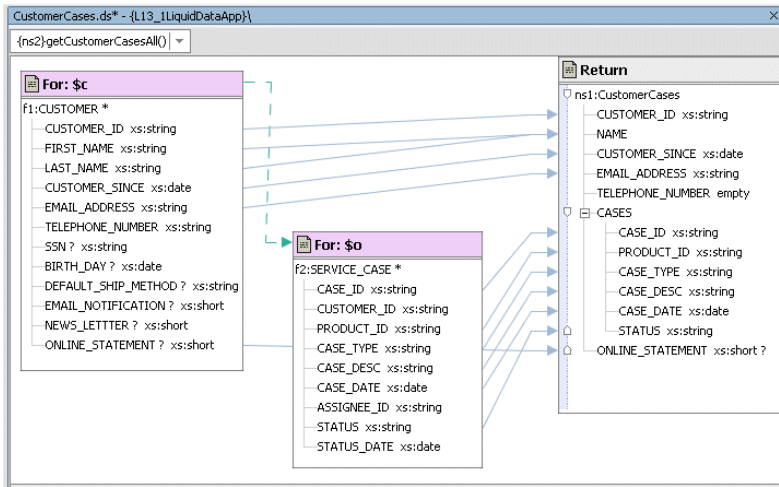 CustomerCases.ds* - {L13_1LiquidDataApp}\
{ns2}getCustomerCasesAll()
For: $c
f1:CUSTOMER *
CUSTOMER_ID xs:string
FIRST_NAME xs:string
LAST_NAME xs:string
CUSTOMER_SINCE xs:date
EMAIL_ADDRESS xs:string
TELEPHONE_NUMBER xs:string
SSN ? xs:string
BIRTH_DAY ? xs:date
DEFAULT_SHIP_METHOD ? xs:string
EMAIL_NOTIFICATION ? xs:short
NEWS_LETTTER ? xs:short
ONLINE_STATEMENT ? xs:short
For: $o
f2:SERVICE_CASE *
CASE_ID xs:string
CUSTOMER_ID xs:string
PRODUCT_ID xs:string
CASE_TYPE xs:string
CASE_DESC xs:string
CASE_DATE xs:date
ASSIGNEE_ID xs:string
STATUS xs:string
STATUS_DATE xs:date
Return
ns1:CustomerCases
CUSTOMER_ID xs:string
NAME
CUSTOMER_SINCE xs:date
EMAIL_ADDRESS xs:string
TELEPHONE_NUMBER empty
CASES
CASE_ID xs:string
PRODUCT_ID xs:string
CASE_TYPE xs:string
CASE_DESC xs:string
CASE_DATE xs:date
STATUS xs:string
ONLINE_STATEMENT xs:short ?